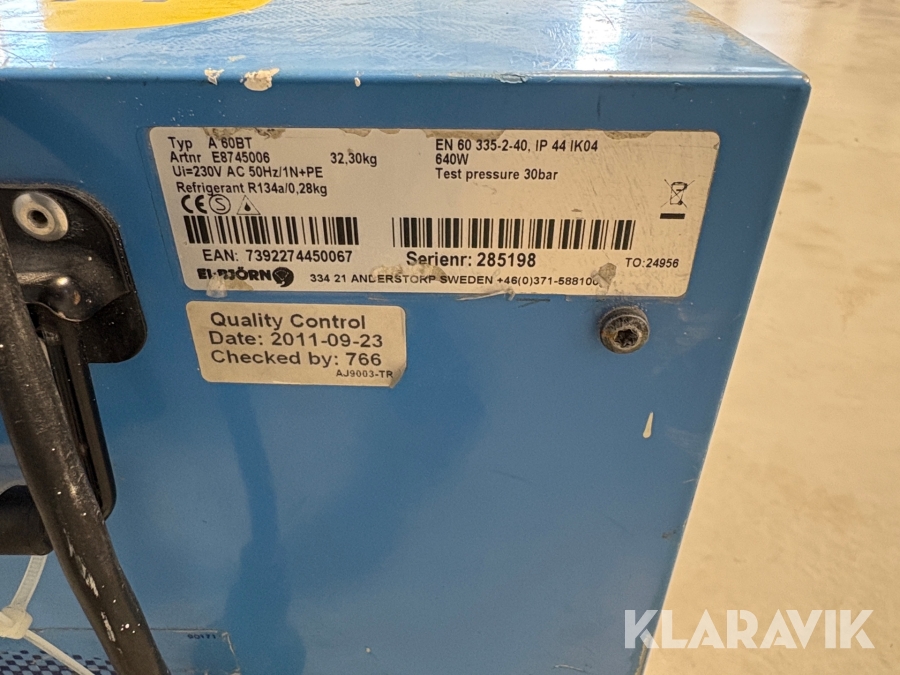 Typ A 60BT
Artnr E8745006 32,30kg
Ui=230V AC 50Hz/1N+PE
Refrigerant R134a/0,28kg
EN 60 335-2-40, IP 44 IK04
640W
Test pressure 30bar
CE S
EAN: 7392274450067
Serienr: 285198
TO:24956
El-BJÖRN
334 21 ANDERSTORP SWEDEN +46(0)371-588100
Quality Control
Date: 2011-09-23
Checked by: 766
AJ9003-TR
KLARAVIK